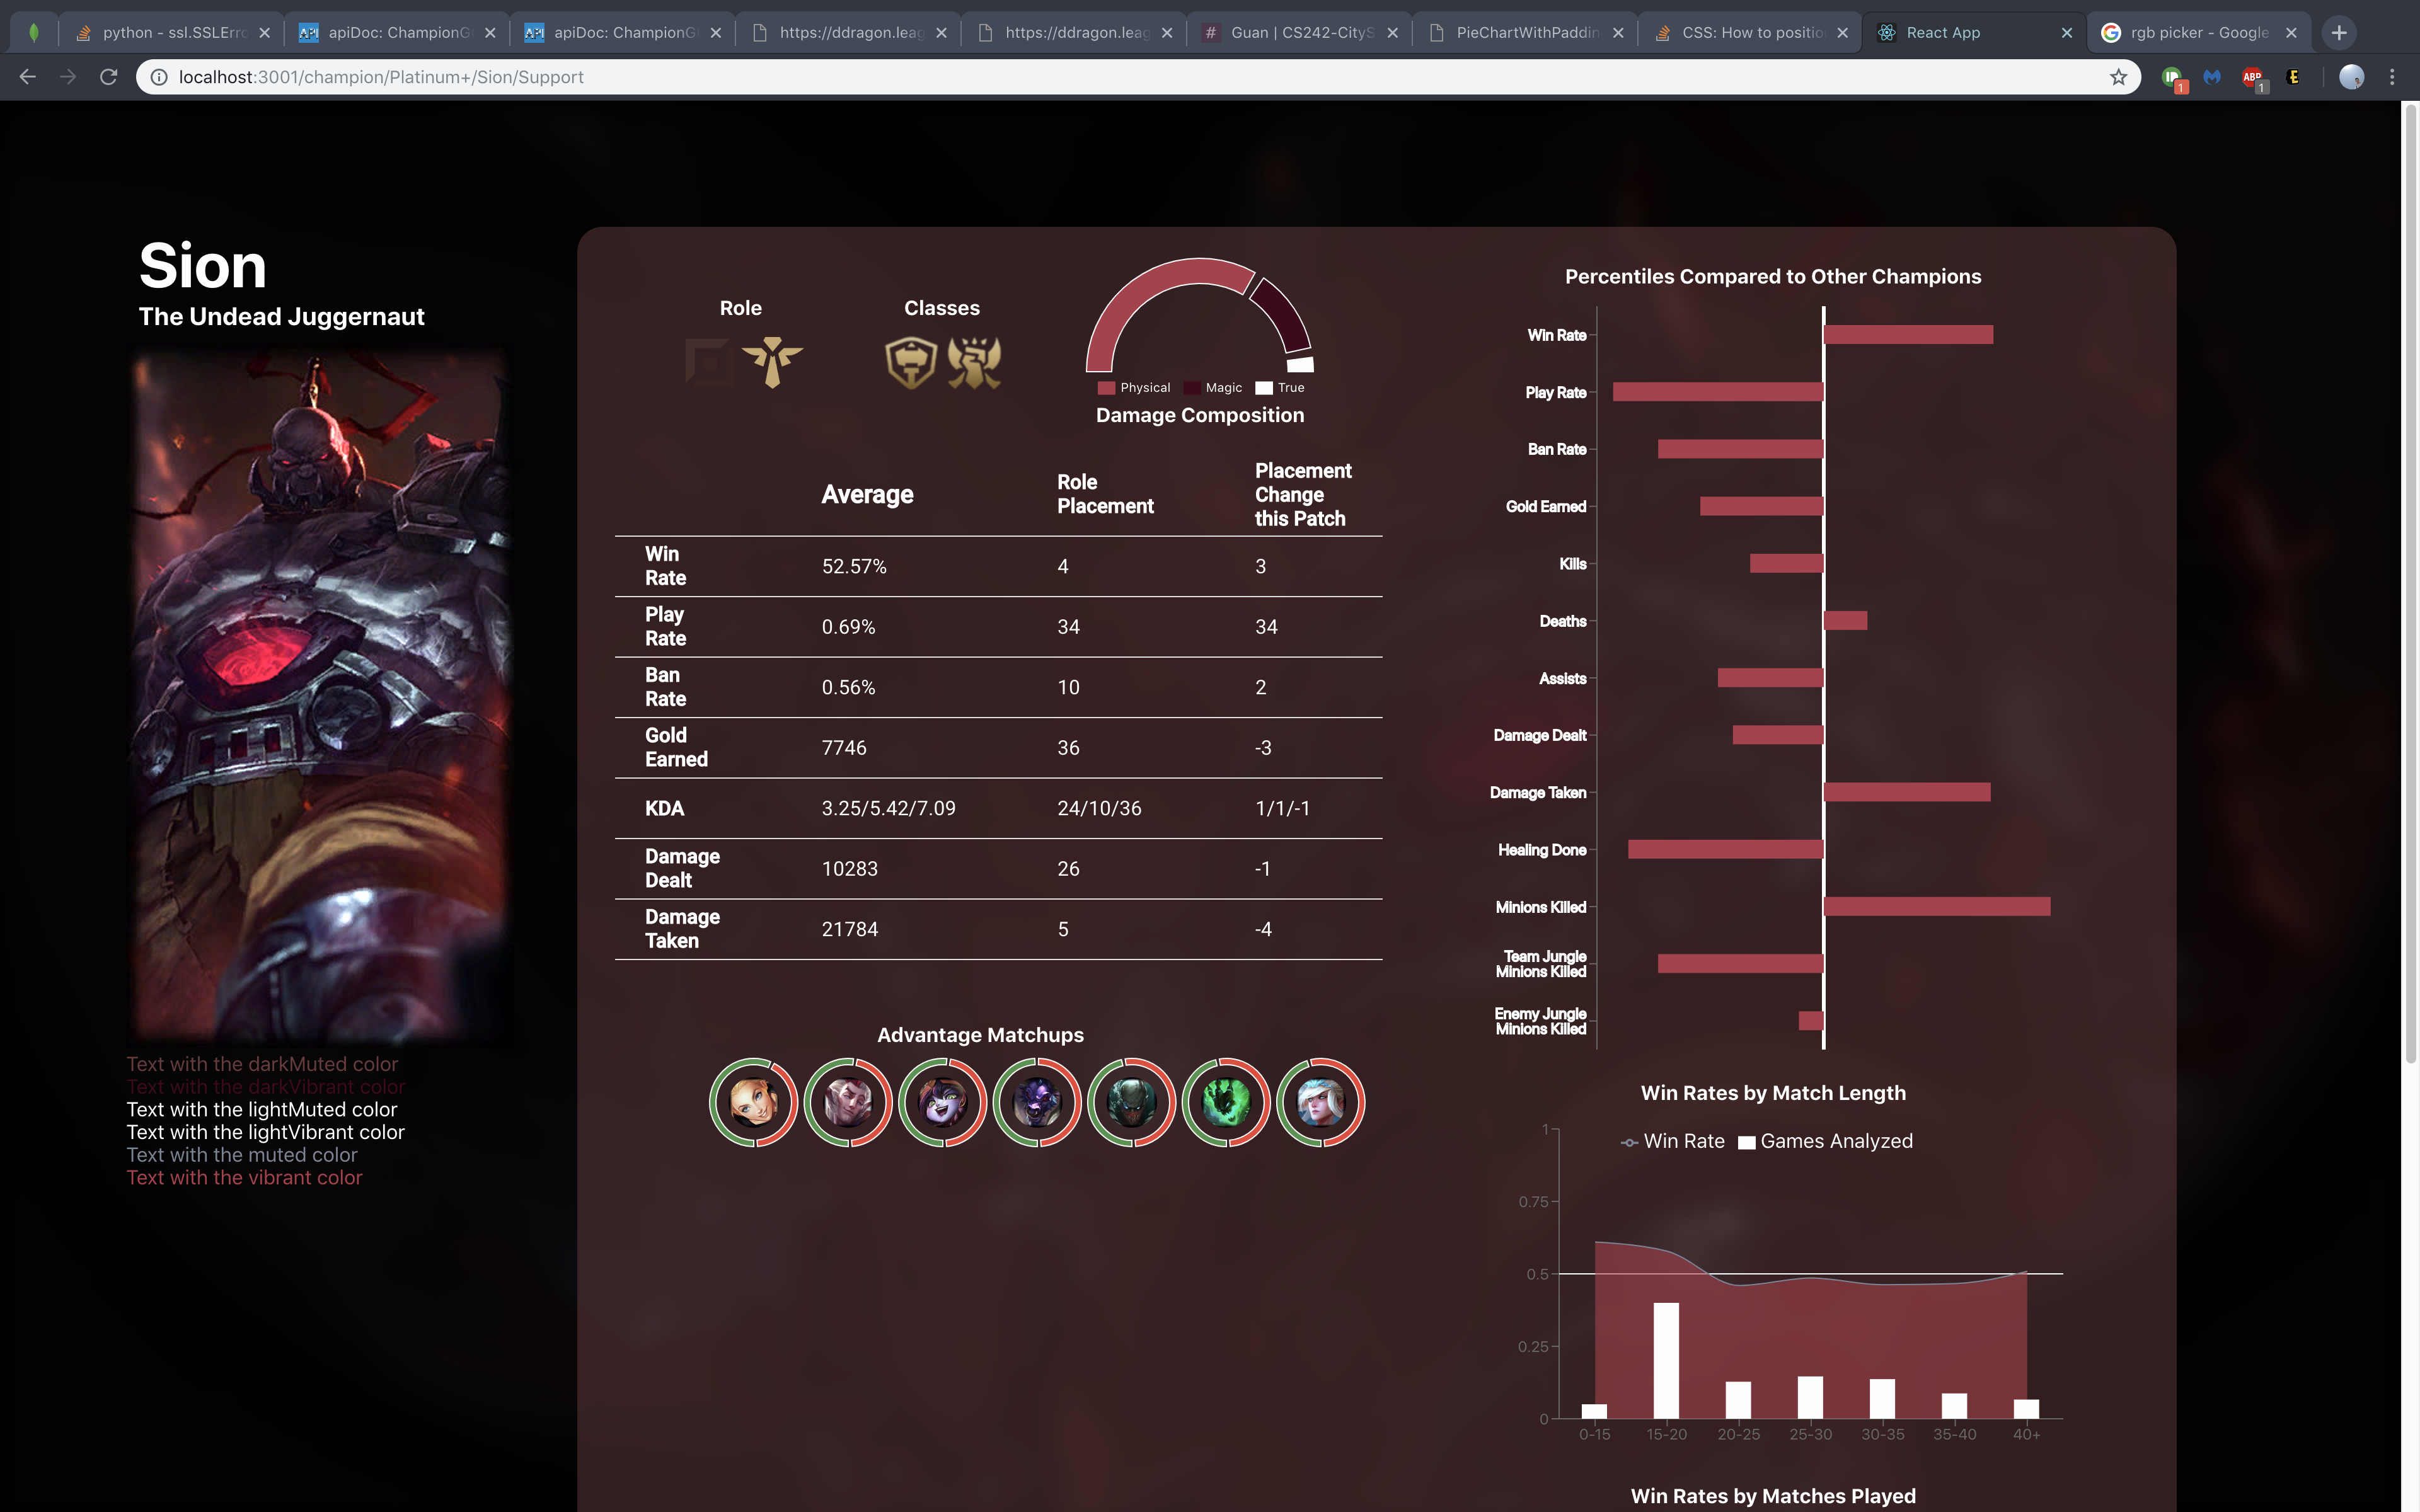 python - ssl.SSLErro
apiDoc: ChampionG
apiDoc: ChampionG
https://ddragon.leag
https://ddragon.leag
# Guan | CS242-CityS
PieChartWithPaddin
CSS: How to positio
React App
rgb picker - Google
localhost:3001/champion/Platinum+/Sion/Support
1
ABP
1
Sion
The Undead Juggernaut
Text with the darkMuted color
Text with the darkVibrant color
Text with the lightMuted color
Text with the lightVibrant color
Text with the muted color
Text with the vibrant color
Role
Classes
Physical Magic True
Damage Composition
Average
Role
Placement
Placement
Change
this Patch
Win
Rate
52.57% 4 3
Play
Rate
0.69% 34 34
Ban
Rate
0.56% 10 2
Gold
Earned
7746 36 -3
KDA 3.25/5.42/7.09 24/10/36 1/1/-1
Damage
Dealt
10283 26 -1
Damage
Taken
21784 5 -4
Advantage Matchups
Percentiles Compared to Other Champions
Win Rate
Play Rate
Ban Rate
Gold Earned
Kills
Deaths
Assists
Damage Dealt
Damage Taken
Healing Done
Minions Killed
Team Jungle
Minions Killed
Enemy Jungle
Minions Killed
Win Rates by Match Length
Win Rate Games Analyzed
1
0.75
0.5
0.25
0
0-15 15-20 20-25 25-30 30-35 35-40 40+
Win Rates by Matches Played